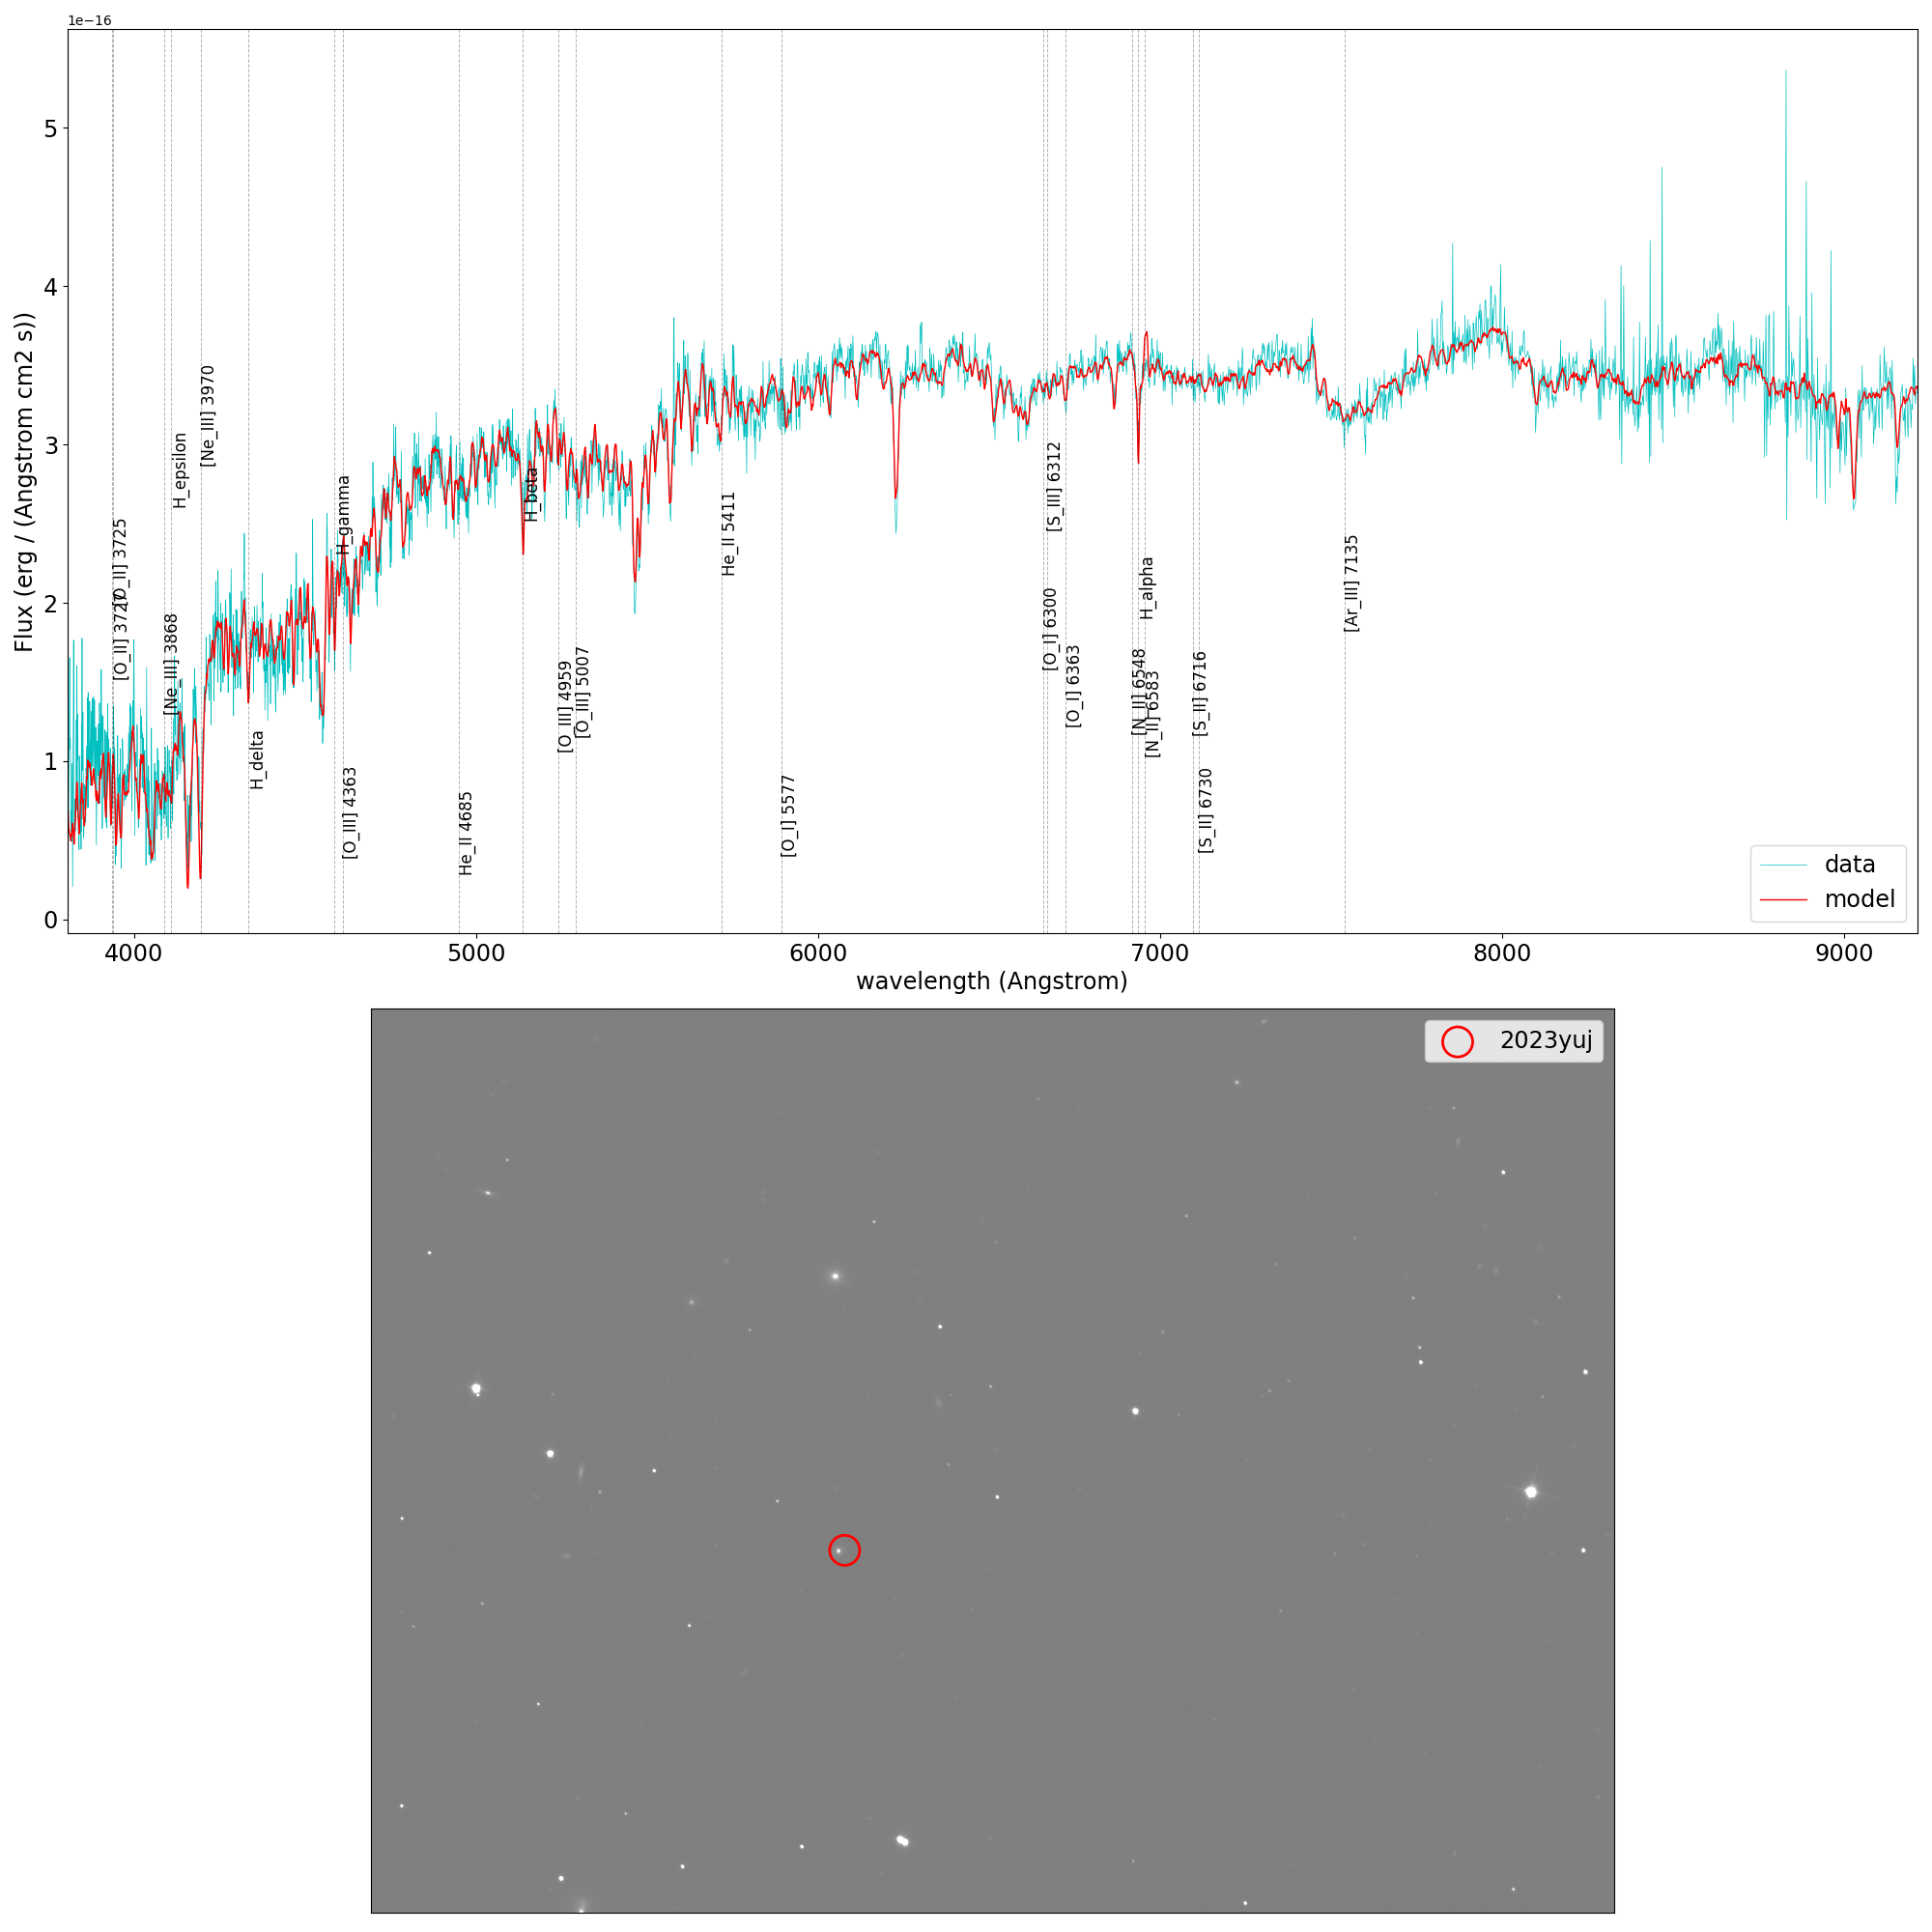 1e−16
Flux (erg / (Angstrom cm2 s))
5
4
3
2
1
0
[O_II] 3727
[O_II] 3725
[Ne_III] 3868
H_epsilon
[Ne_III] 3970
H_delta
H_gamma
[O_III] 4363
He_II 4685
H_beta
[O_III] 4959
[O_III] 5007
He_II 5411
[O_I] 5577
[O_I] 6300
[S_III] 6312
[O_I] 6363
[N_II] 6548
H_alpha
[N_II] 6583
[S_II] 6716
[S_II] 6730
[Ar_III] 7135
data
model
4000 5000 6000 7000 8000 9000
wavelength (Angstrom)
2023yuj